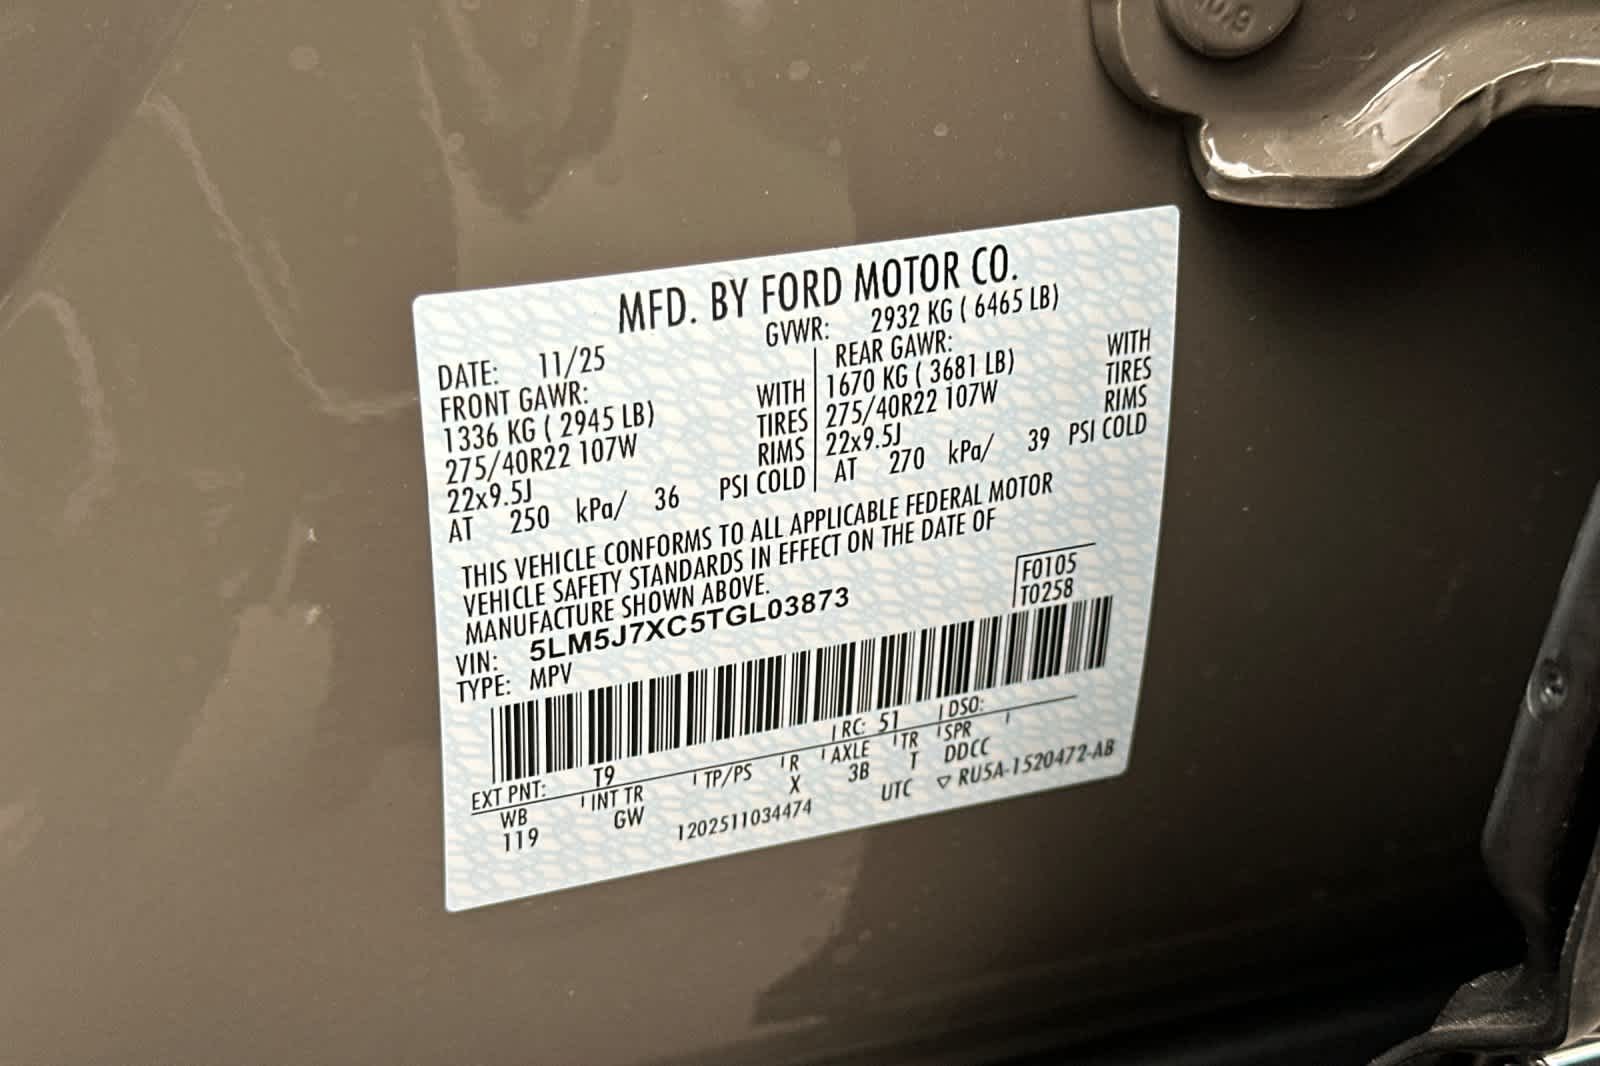 10.9
MFD. BY FORD MOTOR CO.
DATE: 11/25 GVWR: 2932 KG ( 6465 LB)
FRONT GAWR: REAR GAWR:
1336 KG ( 2945 LB) WITH 1670 KG ( 3681 LB) WITH
275/40R22 107W TIRES 275/40R22 107W TIRES
22x9.5J RIMS 22x9.5J RIMS
AT 250 kPa/ 36 PSI COLD AT 270 kPa/ 39 PSI COLD
THIS VEHICLE CONFORMS TO ALL APPLICABLE FEDERAL MOTOR
VEHICLE SAFETY STANDARDS IN EFFECT ON THE DATE OF
MANUFACTURE SHOWN ABOVE.
VIN: 5LM5J7XC5TGL03873 F0105
TYPE: MPV T0258
EXT PNT: T9 RC: 51 DSO:
WB INT TR TP/PS R AXLE TR SPR
119 GW X 3B T DDCC
1202511034474 UTC ▽ RU5A-1520472-AB